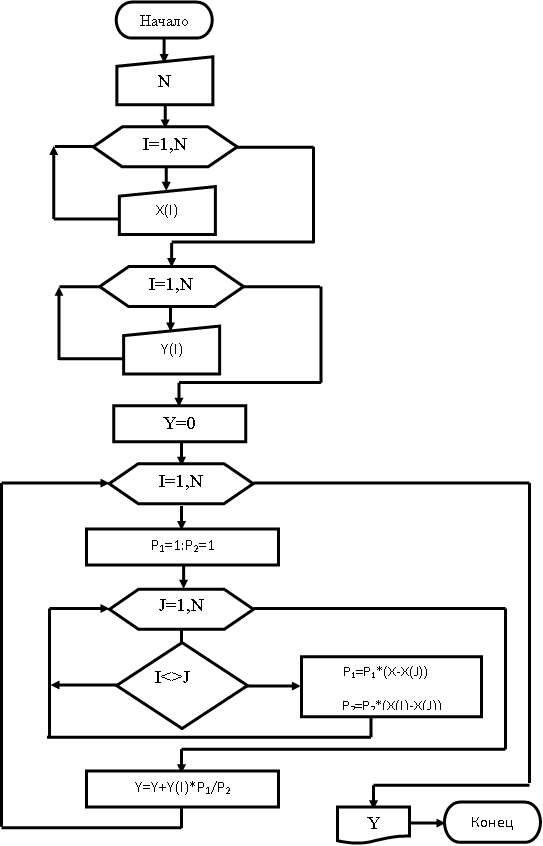 Начало
N
I=1,N
X(I)
I=1,N
Y(I)
Y=0
I=1,N
P₁=1:P₂=1
J=1,N
I<>J
P₁=P₁*(X-X(J))
P₂=P₂*(X(I)-X(J))
Y=Y+Y(I)*P₁/P₂
Y
Конец